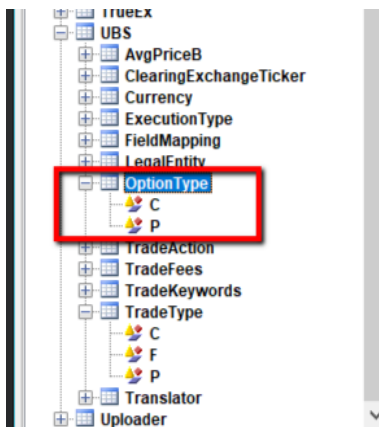 TrueEx
UBS
AvgPriceB
ClearingExchangeTicker
Currency
ExecutionType
FieldMapping
LegalEntity
OptionType
C
P
TradeAction
TradeFees
TradeKeywords
TradeType
C
F
P
Translator
Uploader